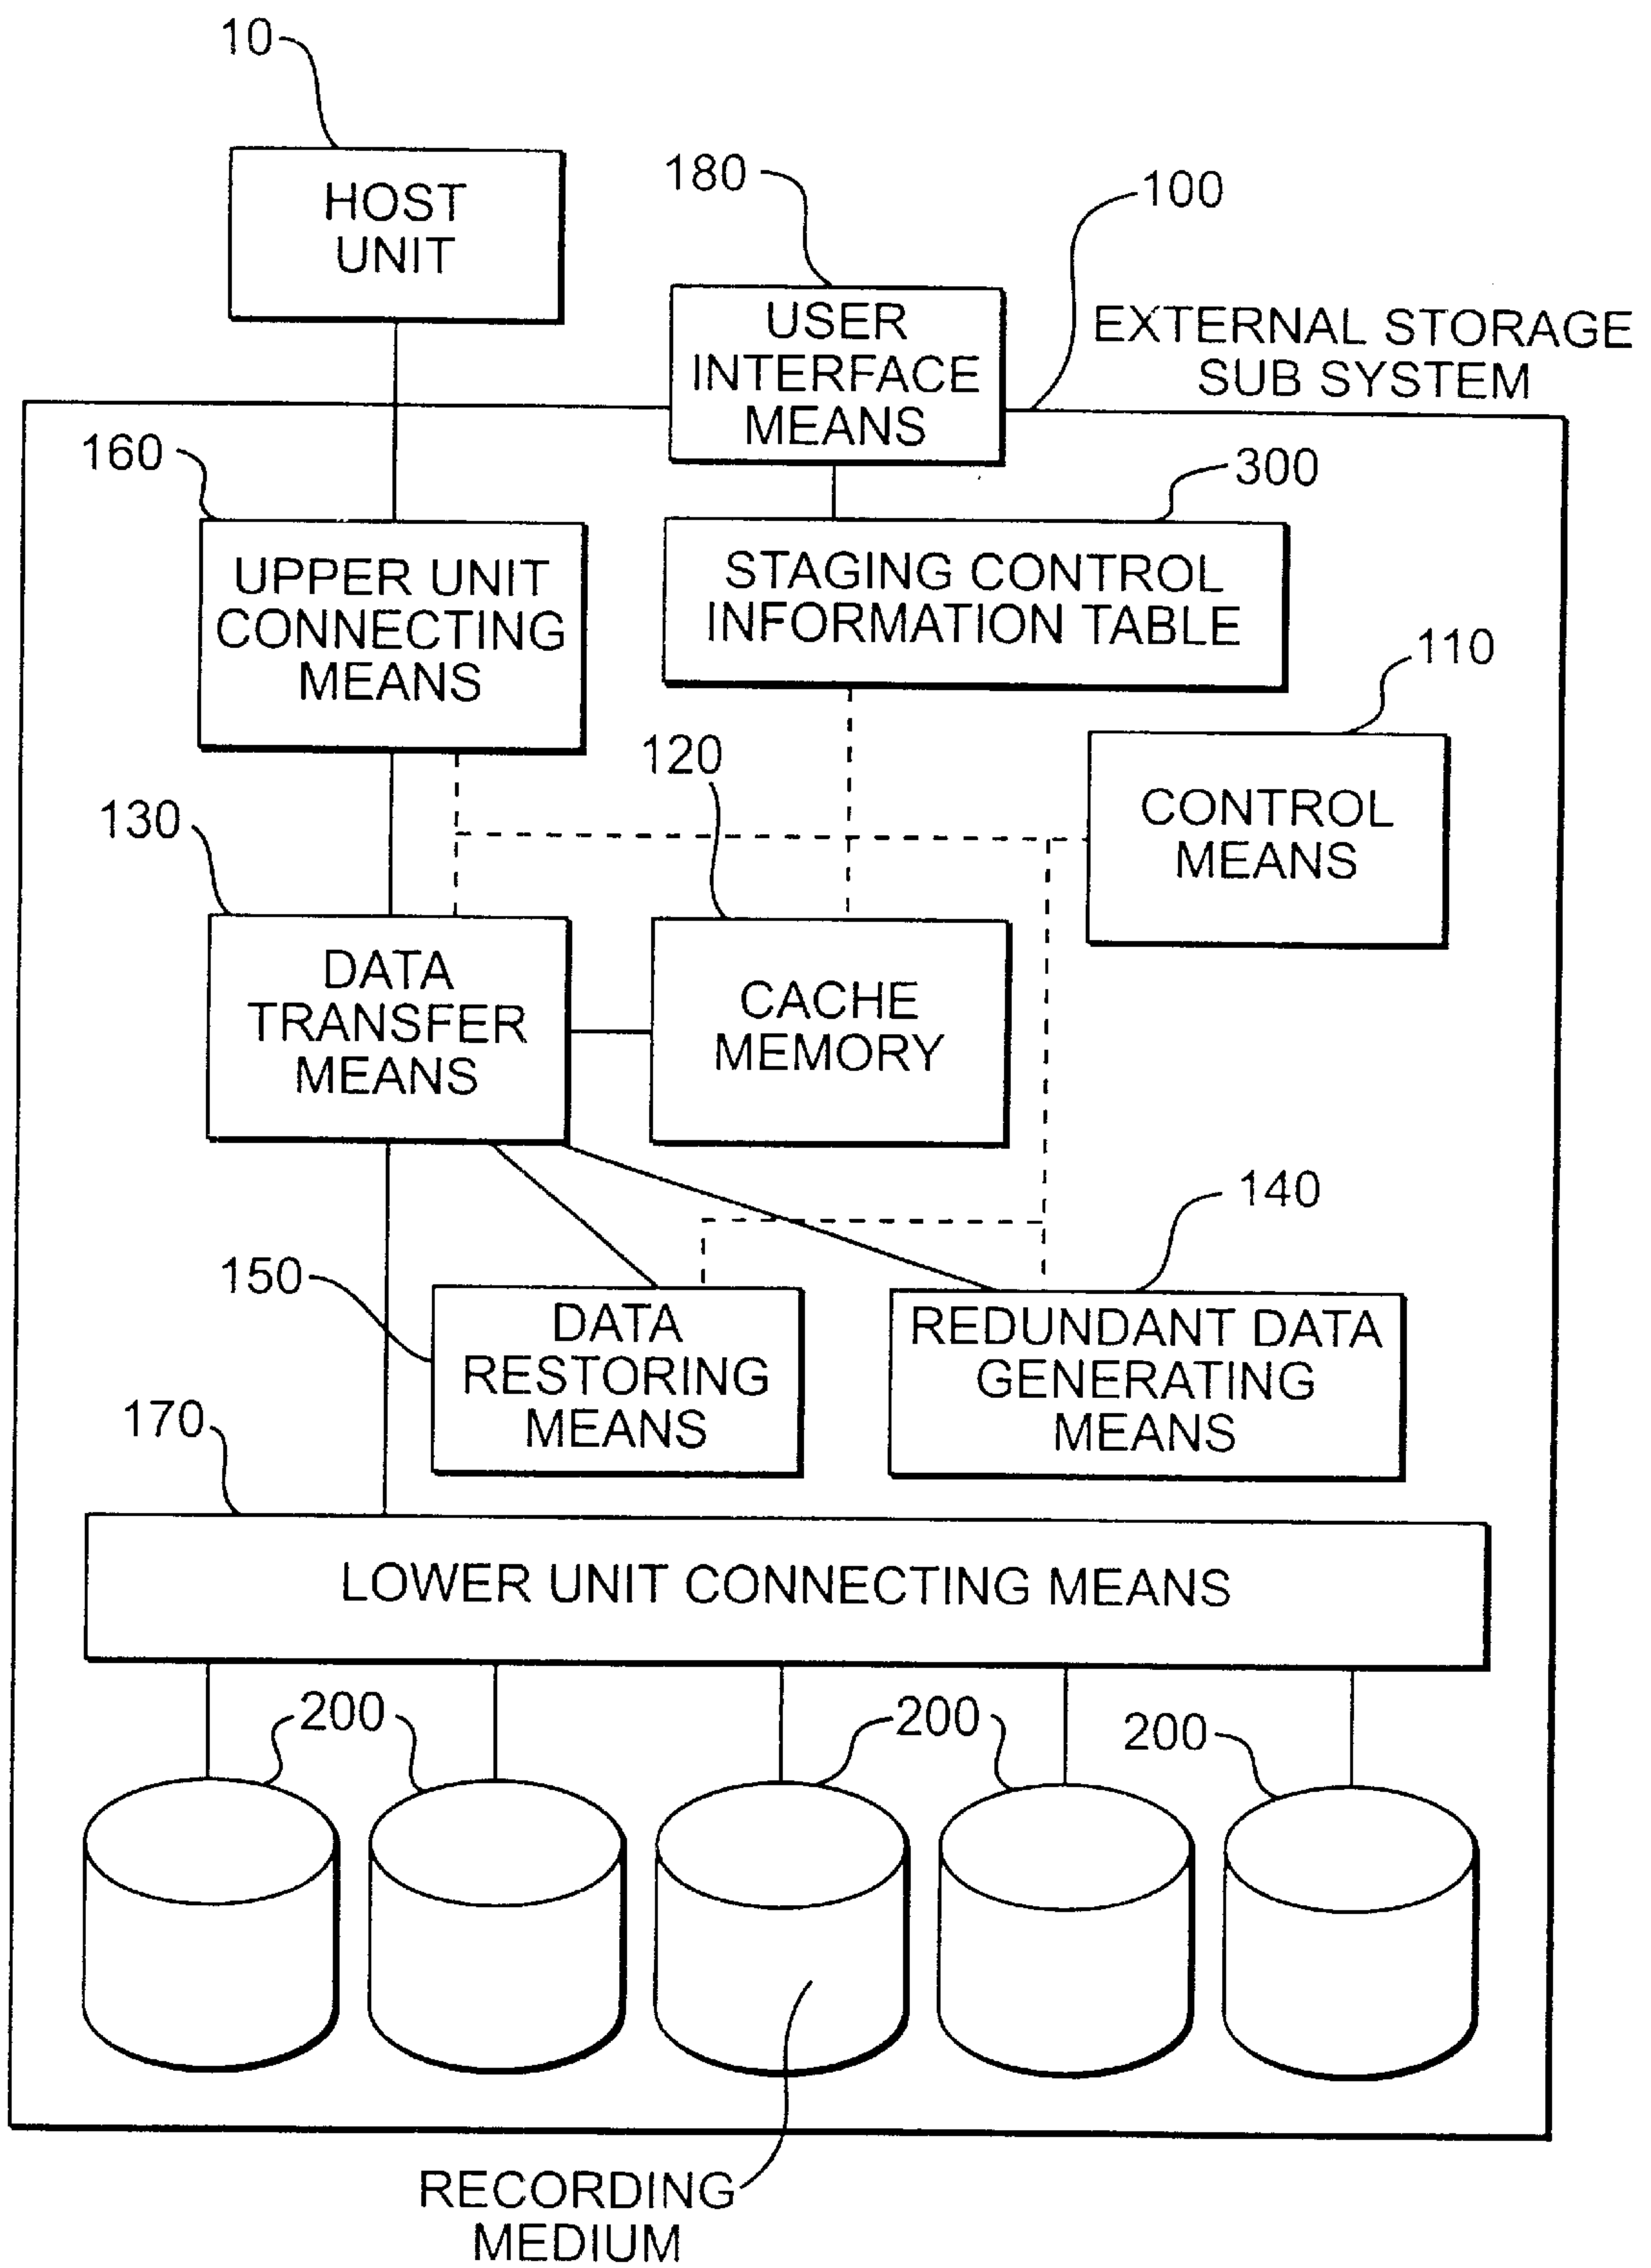 10
HOST
UNIT
180
100
USER
INTERFACE
MEANS
EXTERNAL STORAGE
SUB SYSTEM
160
300
UPPER UNIT
CONNECTING
MEANS
STAGING CONTROL
INFORMATION TABLE
110
120
CONTROL
MEANS
130
DATA
TRANSFER
MEANS
CACHE
MEMORY
140
150
DATA
RESTORING
MEANS
REDUNDANT DATA
GENERATING
MEANS
170
LOWER UNIT CONNECTING MEANS
200
200
200
RECORDING
MEDIUM